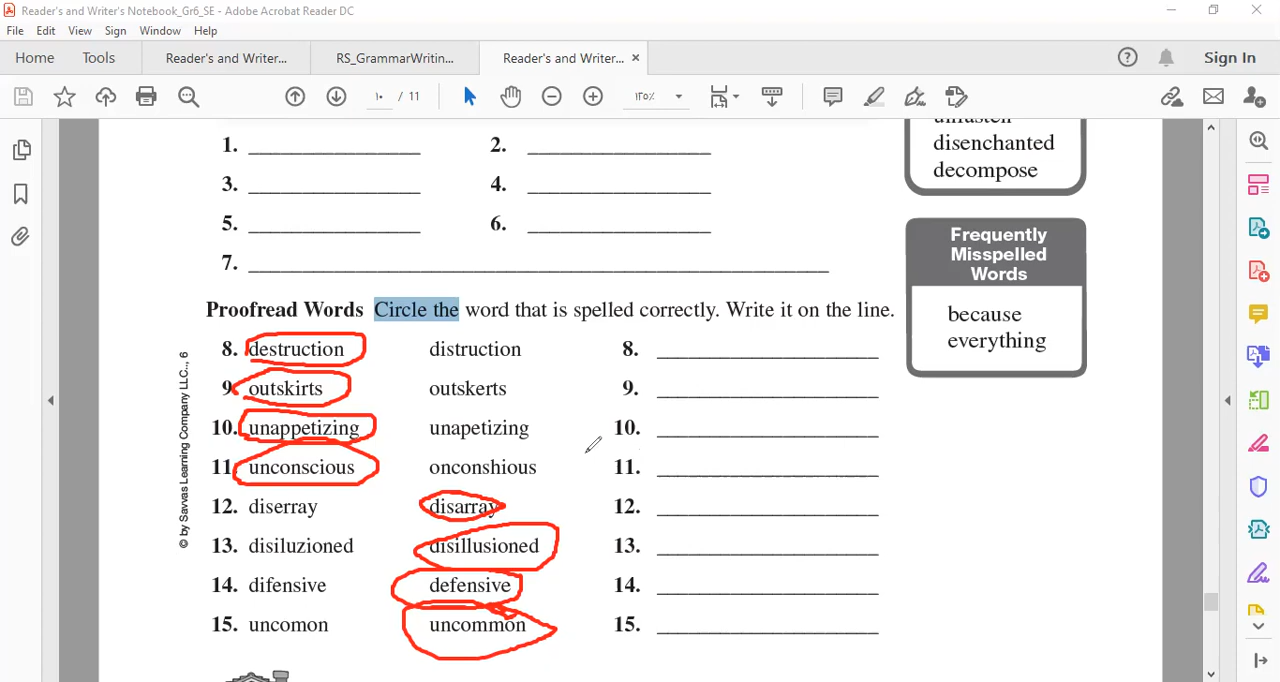 Reader's and Writer's Notebook_Gr6_SE - Adobe Acrobat Reader DC
File Edit View Sign Window Help
Home Tools Reader's and Writer... RS_GrammarWritin... Reader's and Writer... × Sign In
١٠ / 11 ١٢٥٪
disenchanted
decompose
1. 2.
3. 4.
5. 6.
7.
Frequently
Misspelled
Words
because
everything
Proofread Words Circle the word that is spelled correctly. Write it on the line.
8. destruction distruction 8.
9. outskirts outskerts 9.
10. unappetizing unapetizing 10.
11. unconscious onconshious 11.
12. diserray disarray 12.
13. disiluzioned disillusioned 13.
14. difensive defensive 14.
15. uncomon uncommon 15.
© by Savvas Learning Company LLC., 6